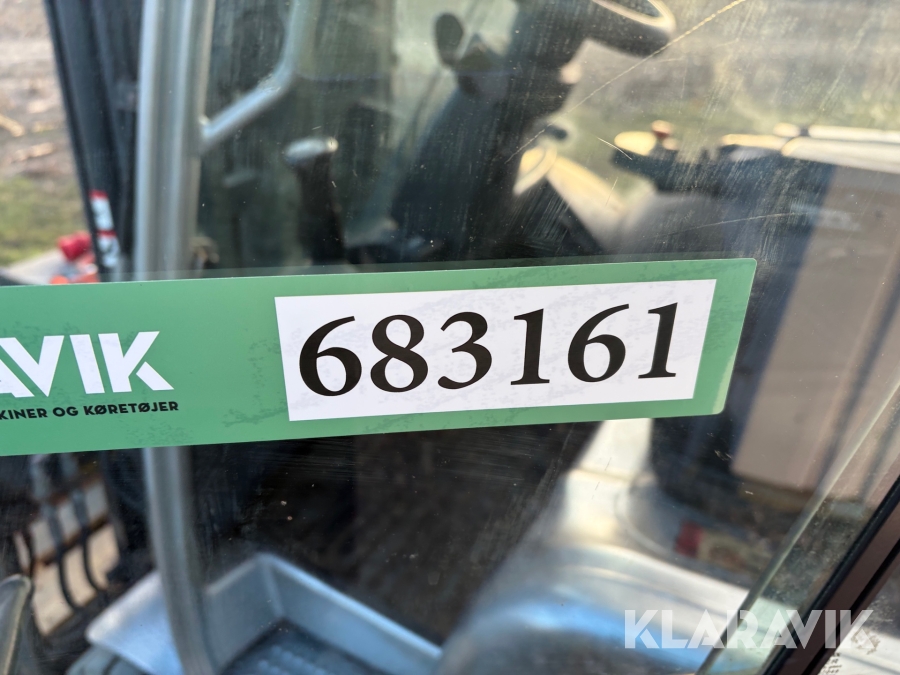 AVIK
KINER OG KØRETØJER
683161
KLARAVIK